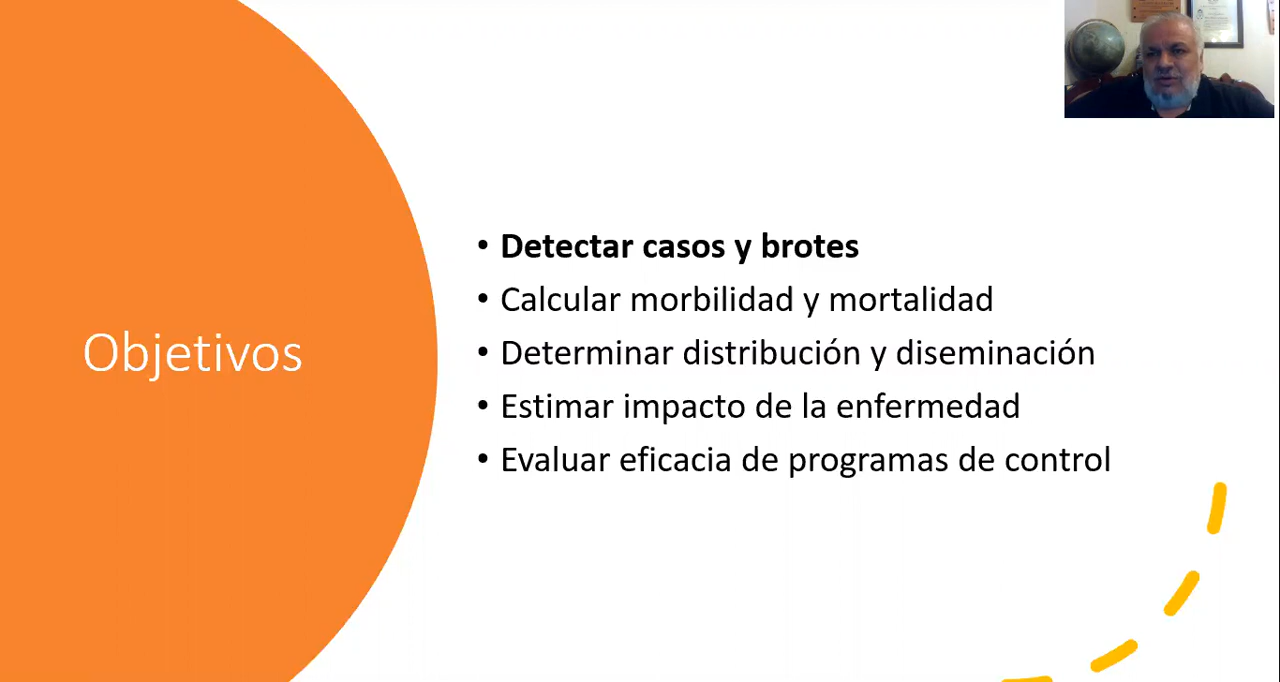 Objetivos
• Detectar casos y brotes
• Calcular morbilidad y mortalidad
• Determinar distribución y diseminación
• Estimar impacto de la enfermedad
• Evaluar eficacia de programas de control